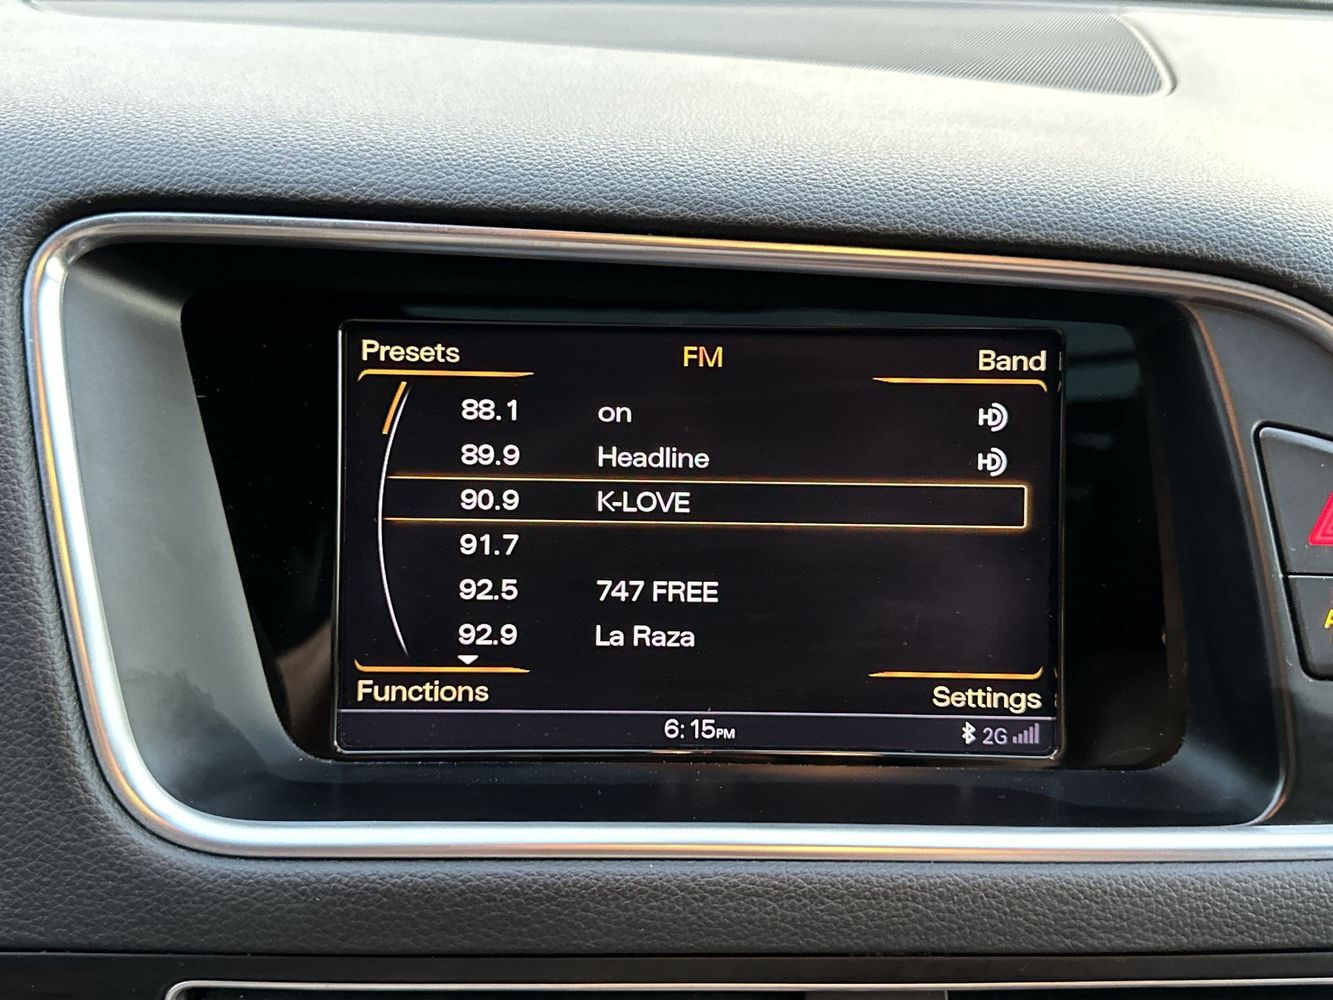 Presets FM Band
88.1 on HD
89.9 Headline HD
90.9 K-LOVE
91.7
92.5 747 FREE
92.9 La Raza
Functions Settings
6:15PM 2G